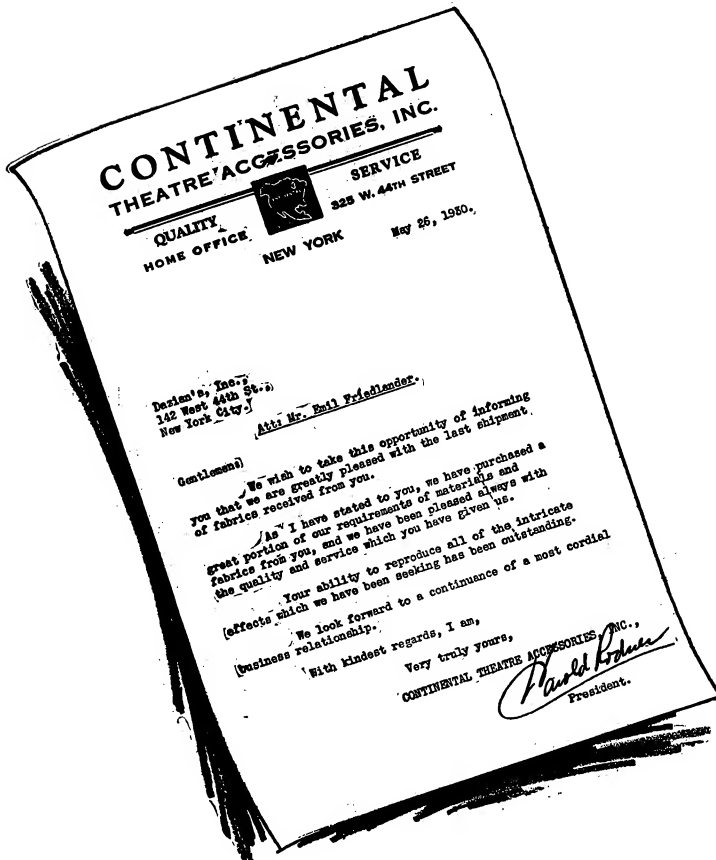 CONTINENTAL
THEATRE ACCESSORIES, INC.
QUALITY SERVICE
HOME OFFICE 325 W. 44TH STREET
NEW YORK
May 26, 1930.
Dazian's, Inc.,
142 West 44th St.,
New York City.
Att: Mr. Emil Friedlander.
Gentlemen:
We wish to take this opportunity of informing
you that we are greatly pleased with the last shipment
of fabrics received from you.
As I have stated to you, we have purchased a
great portion of our requirements of materials and
fabrics from you, and we have been pleased always with
the quality and service which you have given us.
Your ability to reproduce all of the intricate
effects which we have been seeking has been outstanding.
We look forward to a continuance of a most cordial
business relationship.
With kindest regards, I am,
Very truly yours,
CONTINENTAL THEATRE ACCESSORIES, INC.,
Harold Rodner
President.